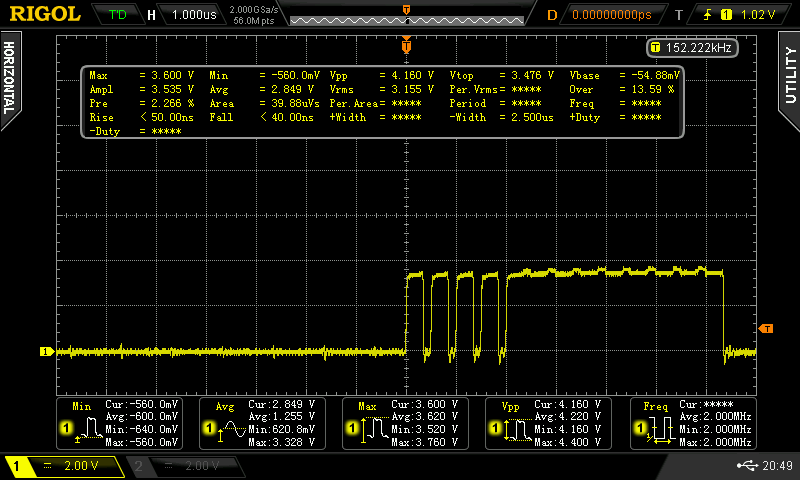 RIGOL T'D H 1.000us 2.000GSa/s 56.0M pts D 0.00000000ps T 1 1.02 V
HORIZONTAL
UTILITY
T 152.222kHz
T
Max = 3.600 V Min = -560.0mV Vpp = 4.160 V Vtop = 3.476 V Vbase = -54.88mV
Ampl = 3.535 V Avg = 2.849 V Vrms = 3.155 V Per.Vrms= ***** Over = 13.59 %
Pre = 2.266 % Area = 39.88uVs Per.Area= ***** Period = ***** Freq = *****
Rise < 50.00ns Fall < 40.00ns +Width = ***** -Width = 2.500us +Duty = *****
-Duty = *****
T
1
Min Cur:-560.0mV Avg:-600.0mV Min:-640.0mV Max:-560.0mV
1
Avg Cur:2.849 V Avg:1.255 V Min:620.8mV Max:3.328 V
1
Max Cur:3.600 V Avg:3.620 V Min:3.520 V Max:3.760 V
1
Vpp Cur:4.160 V Avg:4.220 V Min:4.160 V Max:4.400 V
1
Freq Cur:***** Avg:2.000MHz Min:2.000MHz Max:2.000MHz
1
1 = 2.00 V 2 = 2.00 V 20:49